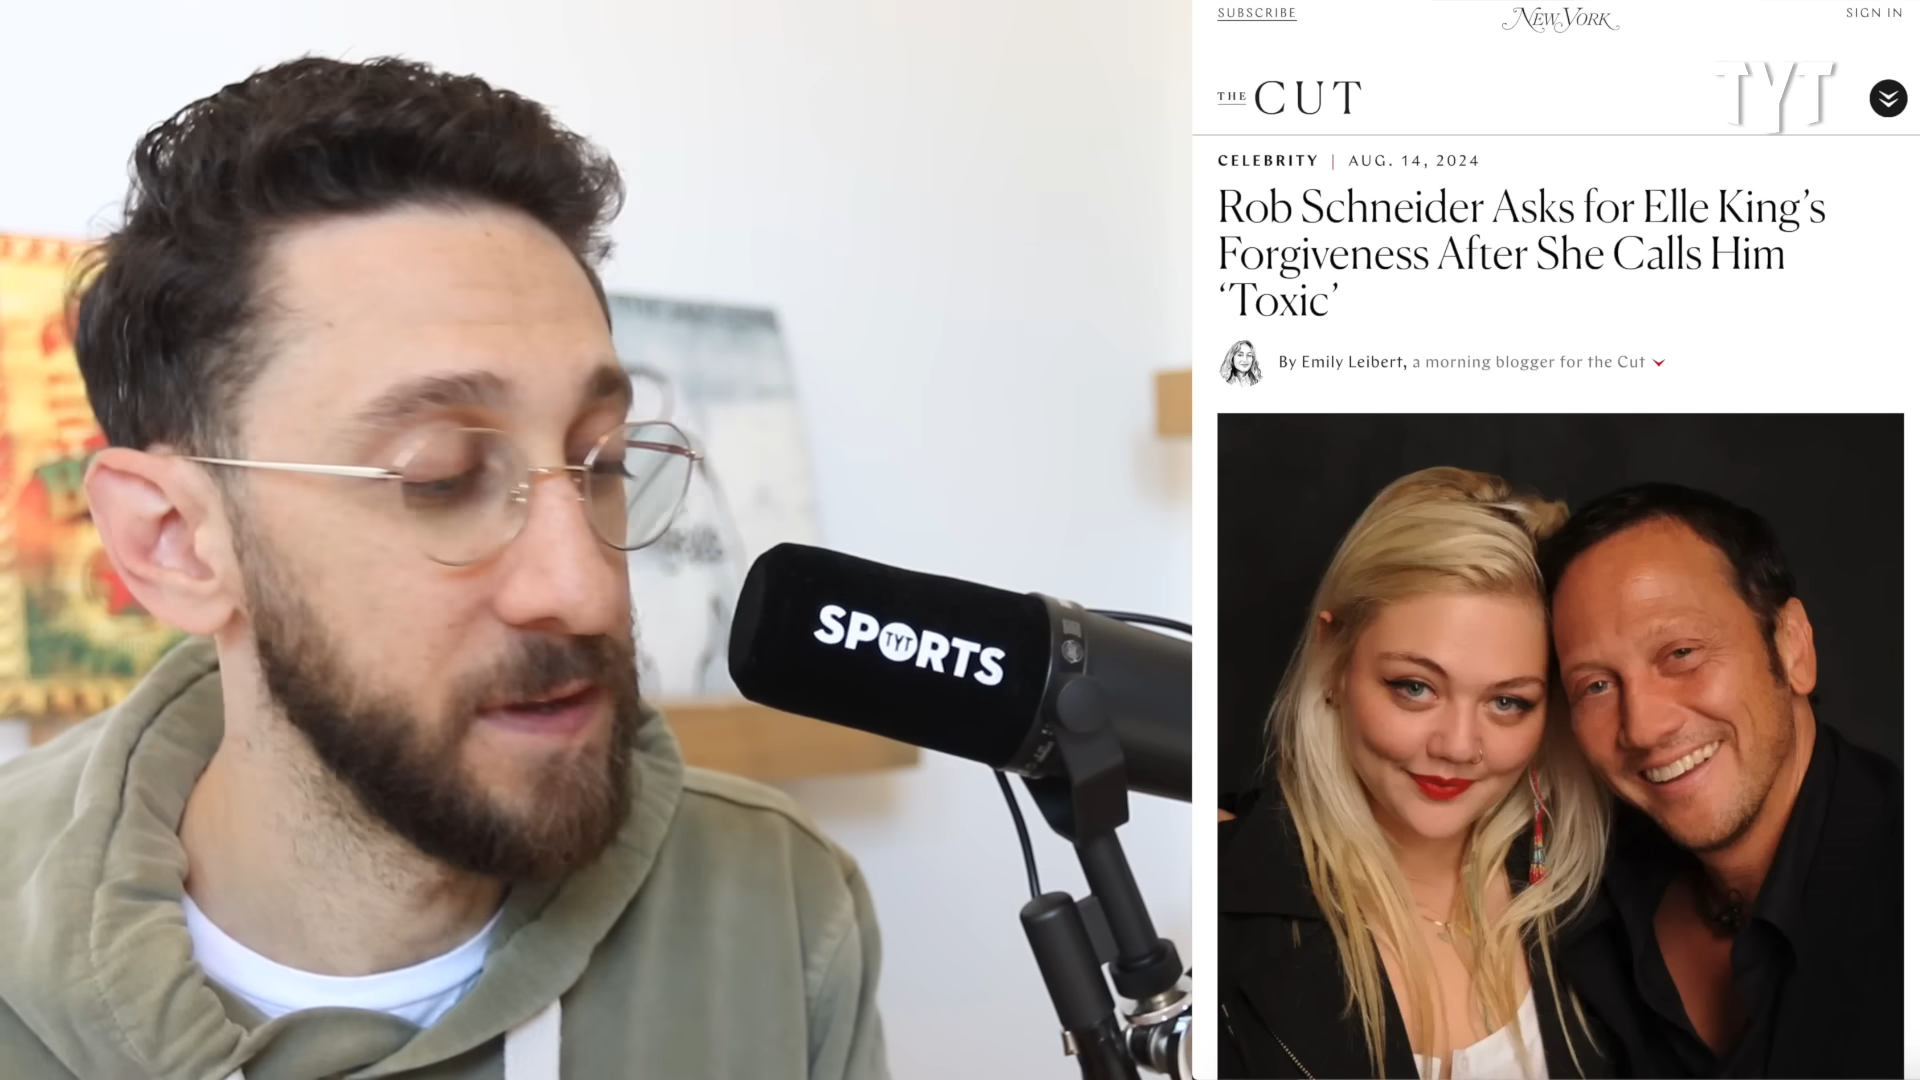 SUBSCRIBE
NEW YORK
SIGN IN
TYT
THE CUT
CELEBRITY | AUG. 14, 2024
Rob Schneider Asks for Elle King’s
Forgiveness After She Calls Him
‘Toxic’
By Emily Leibert, a morning blogger for the Cut
SPORTS
TYT